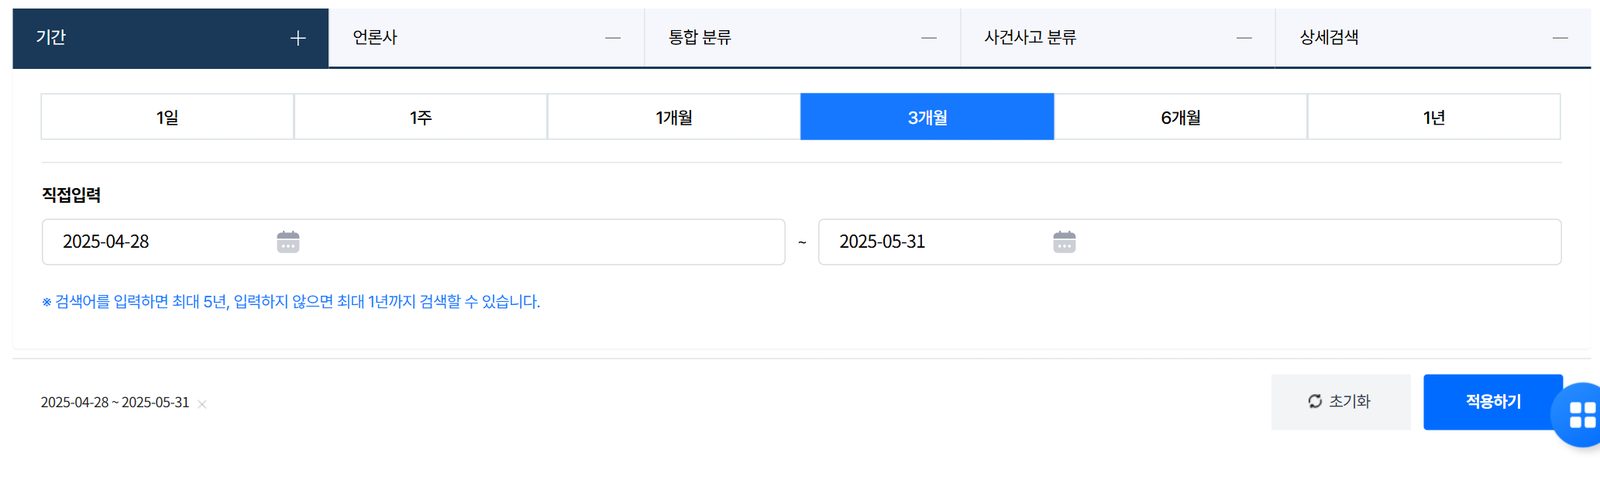 기간
언론사
통합 분류
사건사고 분류
상세검색
1일
1주
1개월
3개월
6개월
1년
직접입력
2025-04-28 ~ 2025-05-31
※ 검색어를 입력하면 최대 5년, 입력하지 않으면 최대 1년까지 검색할 수 있습니다.
2025-04-28 ~ 2025-05-31
초기화
적용하기